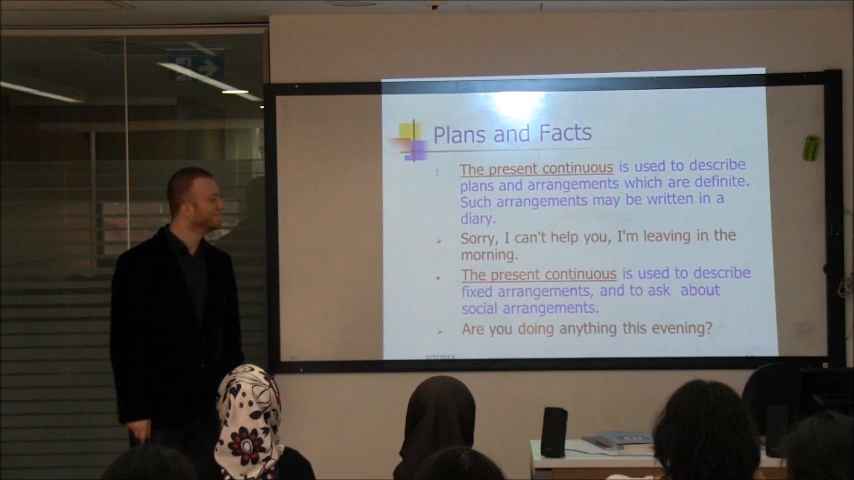 Plans and Facts
1. The present continuous is used to describe
plans and arrangements which are definite.
Such arrangements may be written in a
diary.
Sorry, I can't help you, I'm leaving in the
morning.
The present continuous is used to describe
fixed arrangements, and to ask about
social arrangements.
Are you doing anything this evening?